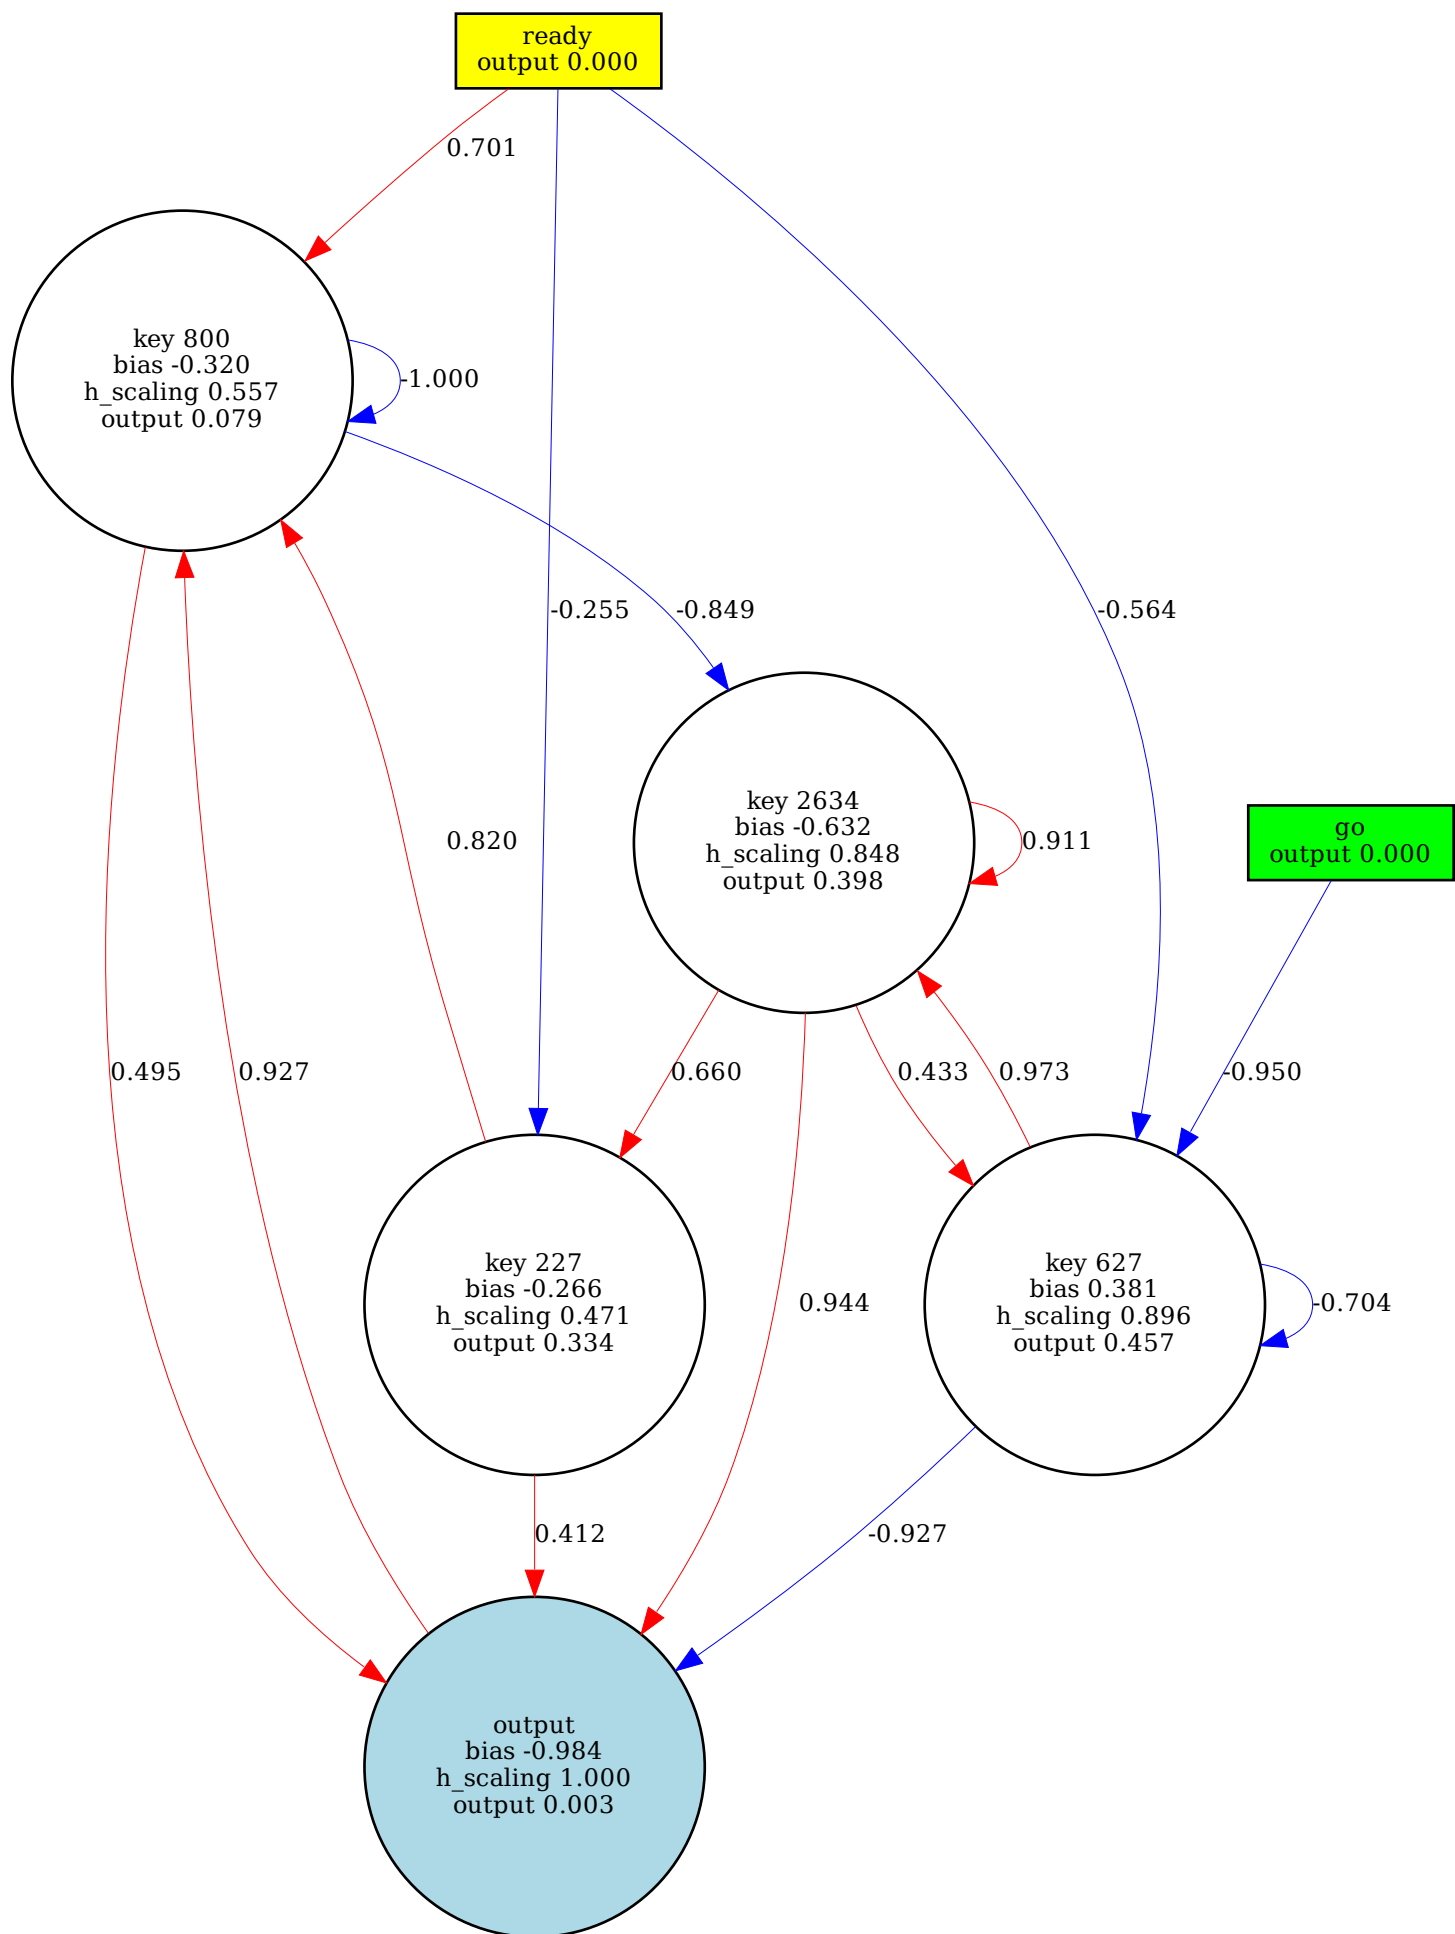 ready
output 0.000
0.701
key 800
bias -0.320
h_scaling 0.557
output 0.079
-1.000
-0.255
-0.849
-0.564
key 2634
bias -0.632
h_scaling 0.848
output 0.398
0.820
0.911
go
output 0.000
0.495
0.927
0.660
0.433
0.973
-0.950
key 227
bias -0.266
h_scaling 0.471
output 0.334
0.944
key 627
bias 0.381
h_scaling 0.896
output 0.457
-0.704
0.412
-0.927
output
bias -0.984
h_scaling 1.000
output 0.003